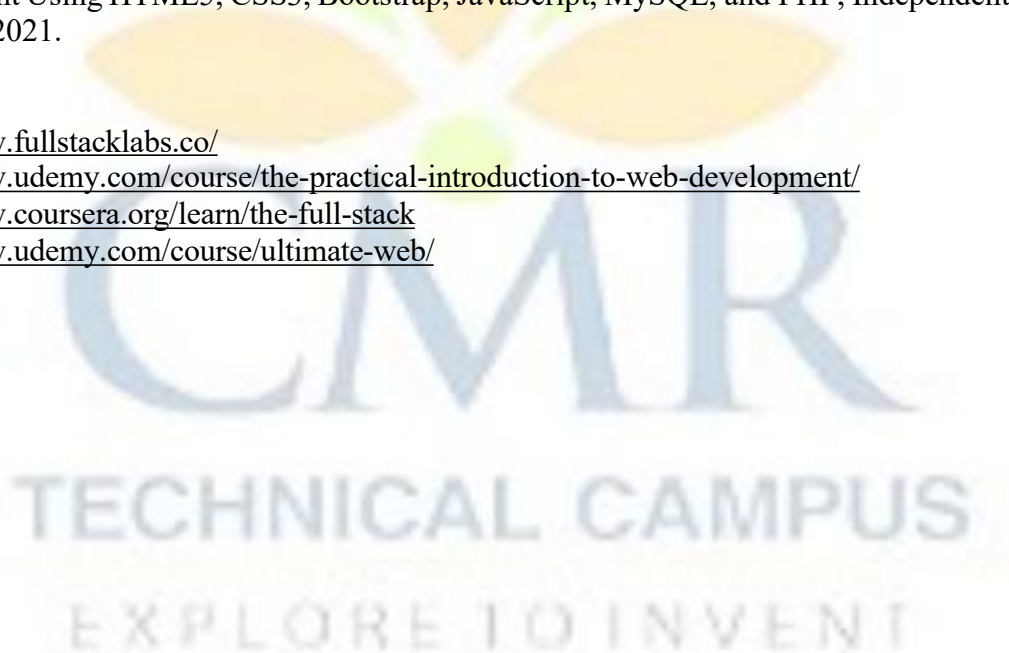 Using HTML5, CSS3, Bootstrap, JavaScript, MySQL, and PHP, Independent
2021.
.fullstacklabs.co/
.udemy.com/course/the-practical-introduction-to-web-development/
.coursera.org/learn/the-full-stack
.udemy.com/course/ultimate-web/
CMR
TECHNICAL CAMPUS
EXPLORE TO INVENT